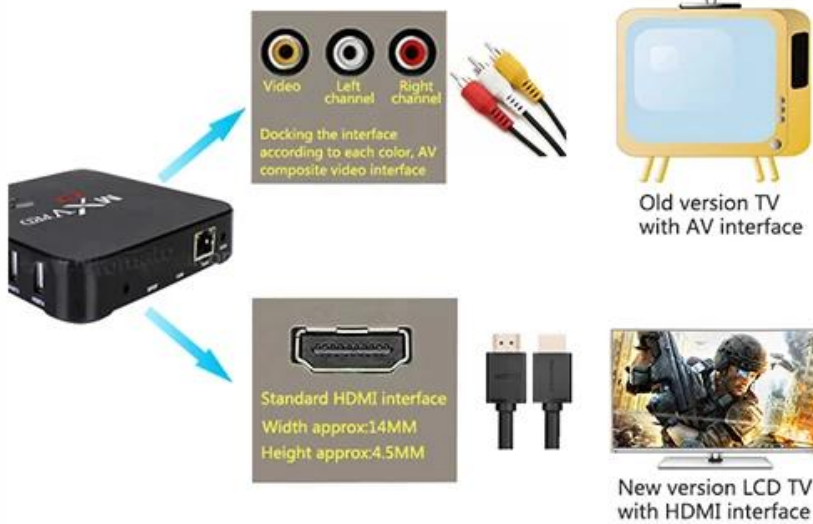 Video
Left
channel
Right
channel
Docking the interface
according to each color, AV
composite video interface
Old version TV
with AV interface
MXV PRO
Standard HDMI interface
Width approx:14MM
Height approx:4.5MM
New version LCD TV
with HDMI interface